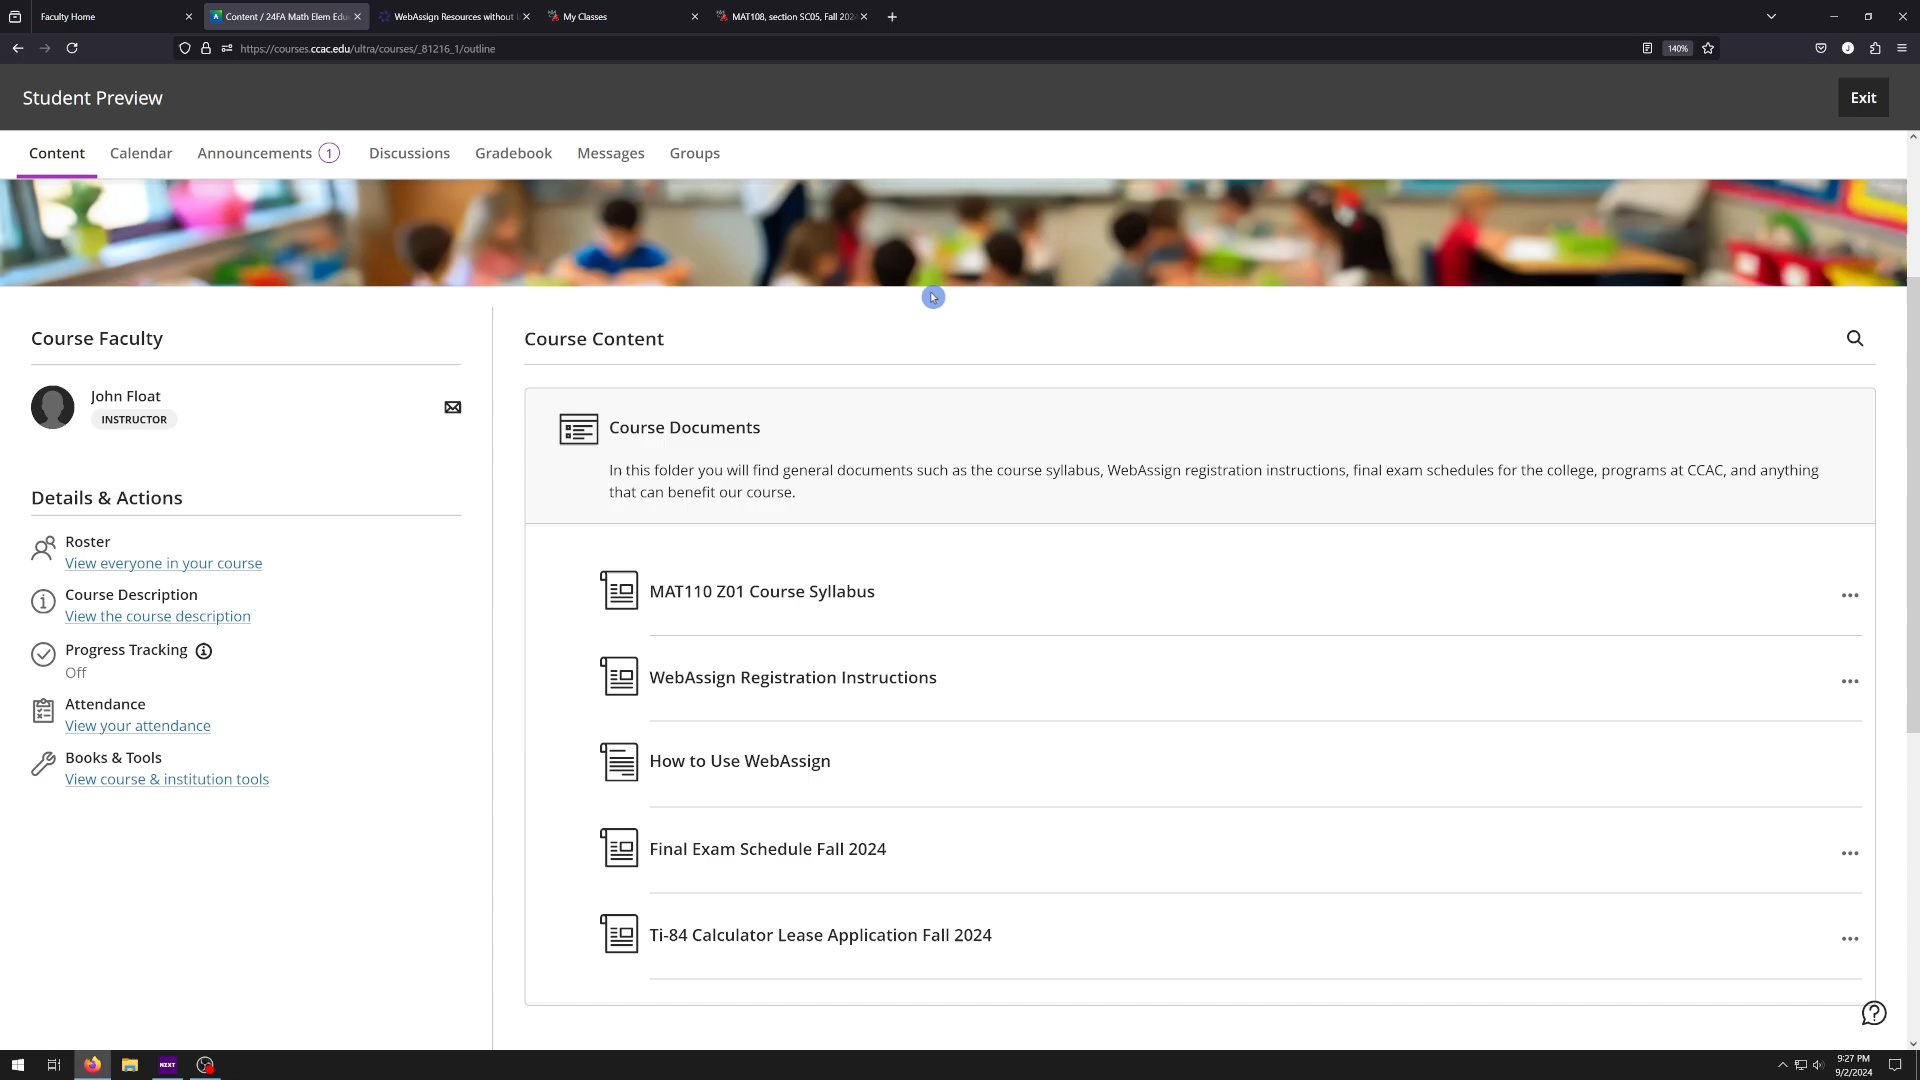 Faculty Home
Content / 24FA Math Elem Edu
WebAssign Resources without
My Classes
MAT108, section SC05, Fall 202
https://courses.ccac.edu/ultra/courses/_81216_1/outline
140%
Student Preview
Exit
Content
Calendar
Announcements 1
Discussions
Gradebook
Messages
Groups
Course Faculty
John Float
INSTRUCTOR
Details & Actions
Roster
View everyone in your course
Course Description
View the course description
Progress Tracking
Off
Attendance
View your attendance
Books & Tools
View course & institution tools
Course Content
Course Documents
In this folder you will find general documents such as the course syllabus, WebAssign registration instructions, final exam schedules for the college, programs at CCAC, and anything
that can benefit our course.
MAT110 Z01 Course Syllabus
WebAssign Registration Instructions
How to Use WebAssign
Final Exam Schedule Fall 2024
Ti-84 Calculator Lease Application Fall 2024
NZXT
9:27 PM
9/2/2024